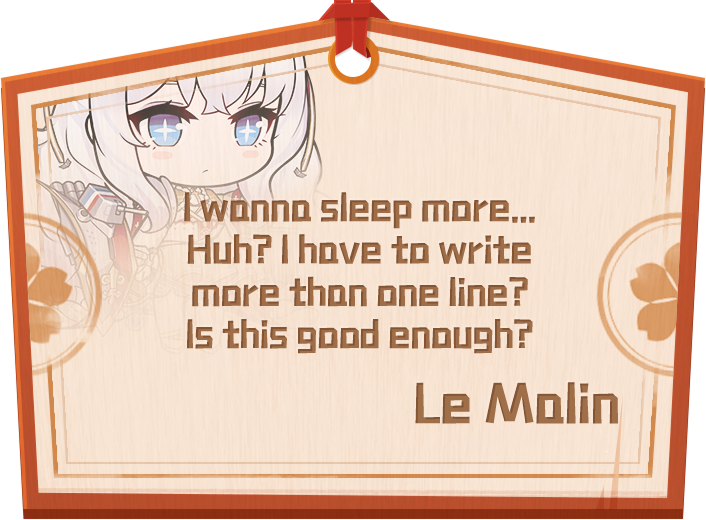 I wanna sleep more...
Huh? I have to write
more than one line?
Is this good enough?
Le Malin